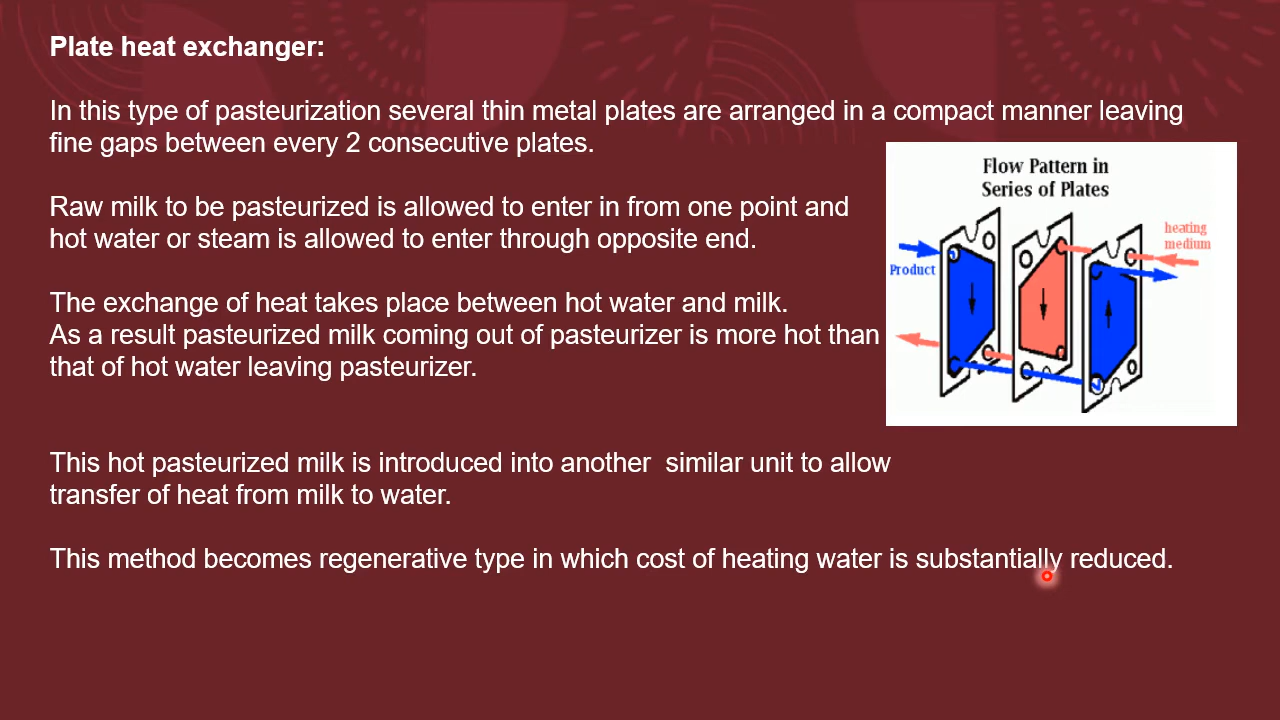 Plate heat exchanger:
In this type of pasteurization several thin metal plates are arranged in a compact manner leaving
fine gaps between every 2 consecutive plates.
Raw milk to be pasteurized is allowed to enter in from one point and
hot water or steam is allowed to enter through opposite end.
The exchange of heat takes place between hot water and milk.
As a result pasteurized milk coming out of pasteurizer is more hot than
that of hot water leaving pasteurizer.
This hot pasteurized milk is introduced into another  similar unit to allow
transfer of heat from milk to water.
This method becomes regenerative type in which cost of heating water is substantially reduced.
Flow Pattern in
Series of Plates
Product
heating
medium